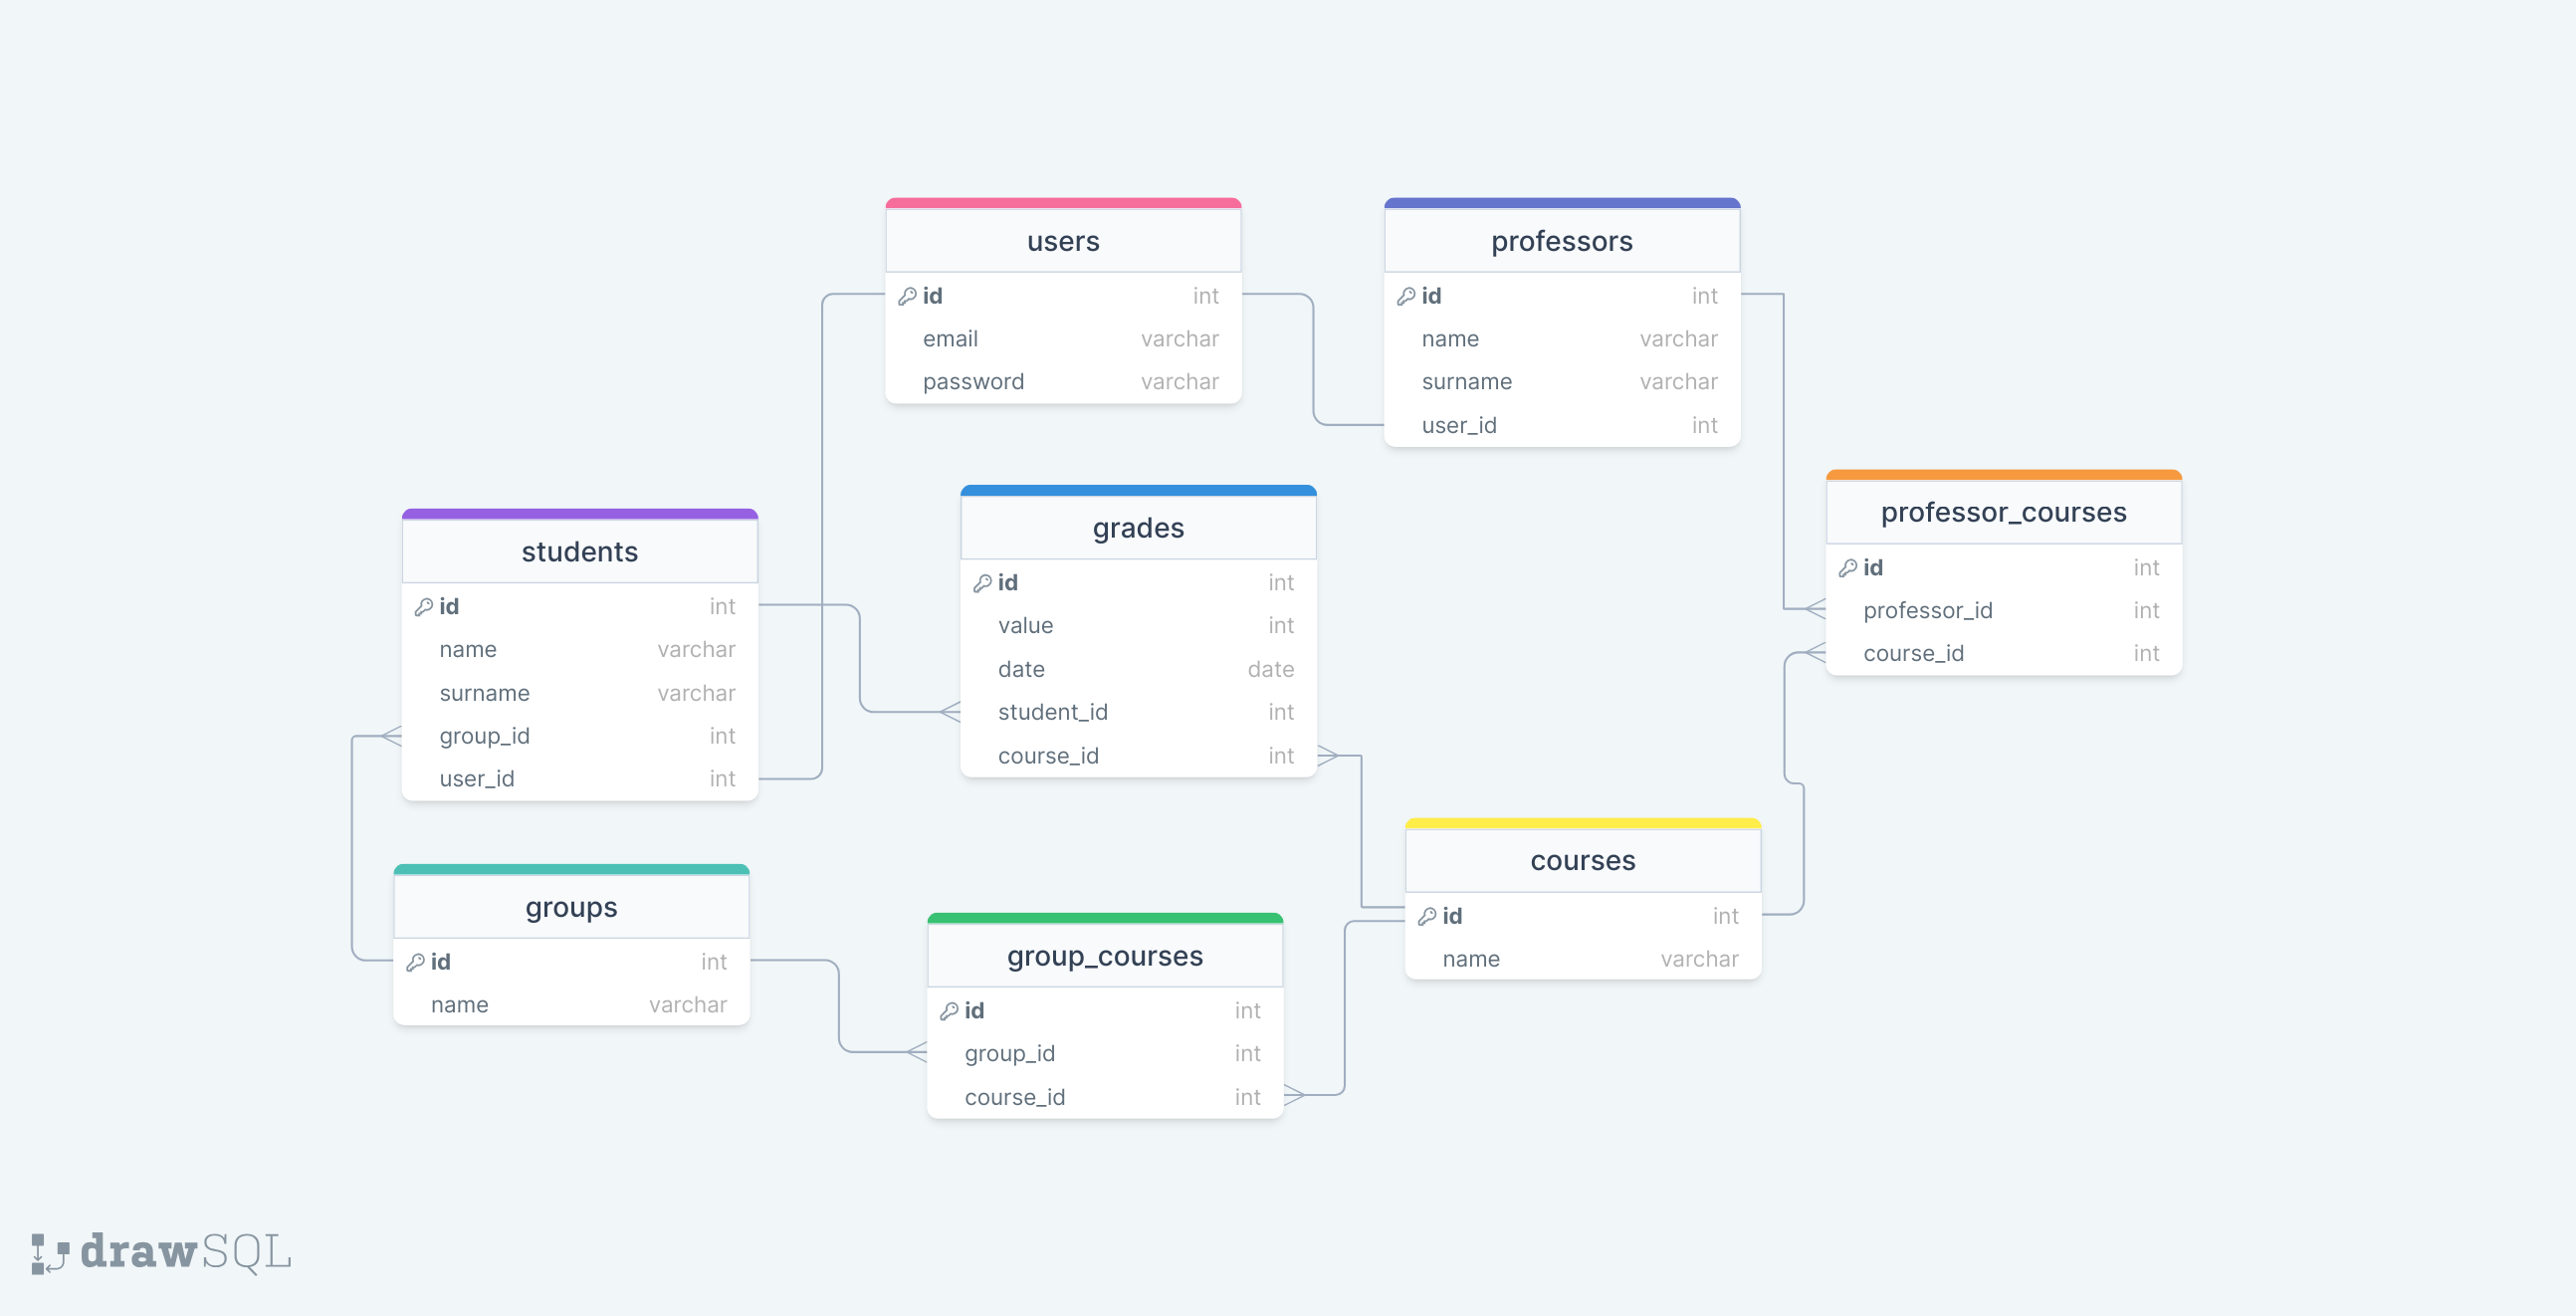 users
id int
email varchar
password varchar
professors
id int
name varchar
surname varchar
user_id int
professor_courses
id int
professor_id int
course_id int
grades
id int
value int
date date
student_id int
course_id int
students
id int
name varchar
surname varchar
group_id int
user_id int
courses
id int
name varchar
groups
id int
name varchar
group_courses
id int
group_id int
course_id int
drawSQL